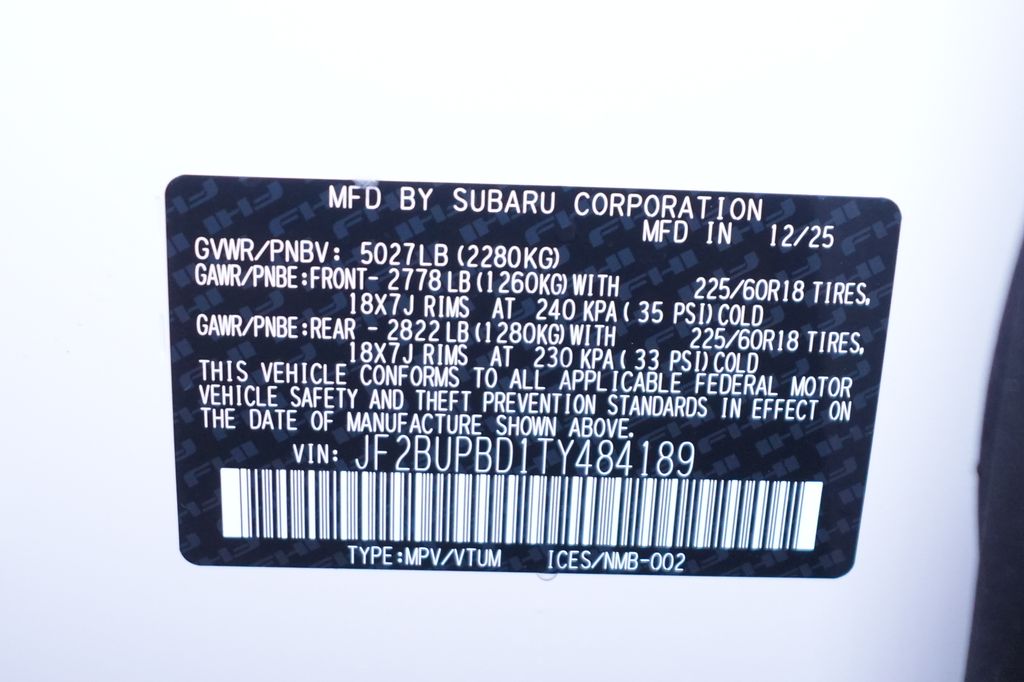 MFD BY SUBARU CORPORATION
MFD IN 12/25
GVWR/PNBV: 5027LB (2280KG)
GAWR/PNBE:FRONT- 2778 LB (1260KG) WITH 225/60R18 TIRES,
18X7J RIMS AT 240 KPA ( 35 PSI) COLD
GAWR/PNBE:REAR - 2822 LB (1280KG) WITH 225/60R18 TIRES,
18X7J RIMS AT 230 KPA ( 33 PSI) COLD
THIS VEHICLE CONFORMS TO ALL APPLICABLE FEDERAL MOTOR
VEHICLE SAFETY AND THEFT PREVENTION STANDARDS IN EFFECT ON
THE DATE OF MANUFACTURE SHOWN ABOVE.
VIN: JF2BUPBD1TY484189
TYPE:MPV/VTUM ICES/NMB-002